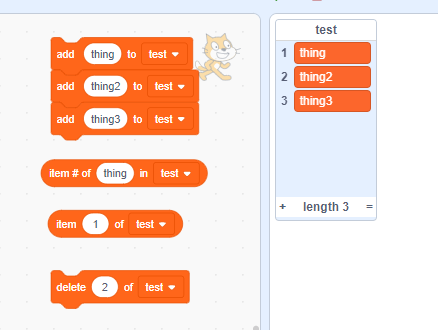 add thing to test
add thing2 to test
add thing3 to test
item # of thing in test
item 1 of test
delete 2 of test
test
1 thing
2 thing2
3 thing3
+ length 3 =